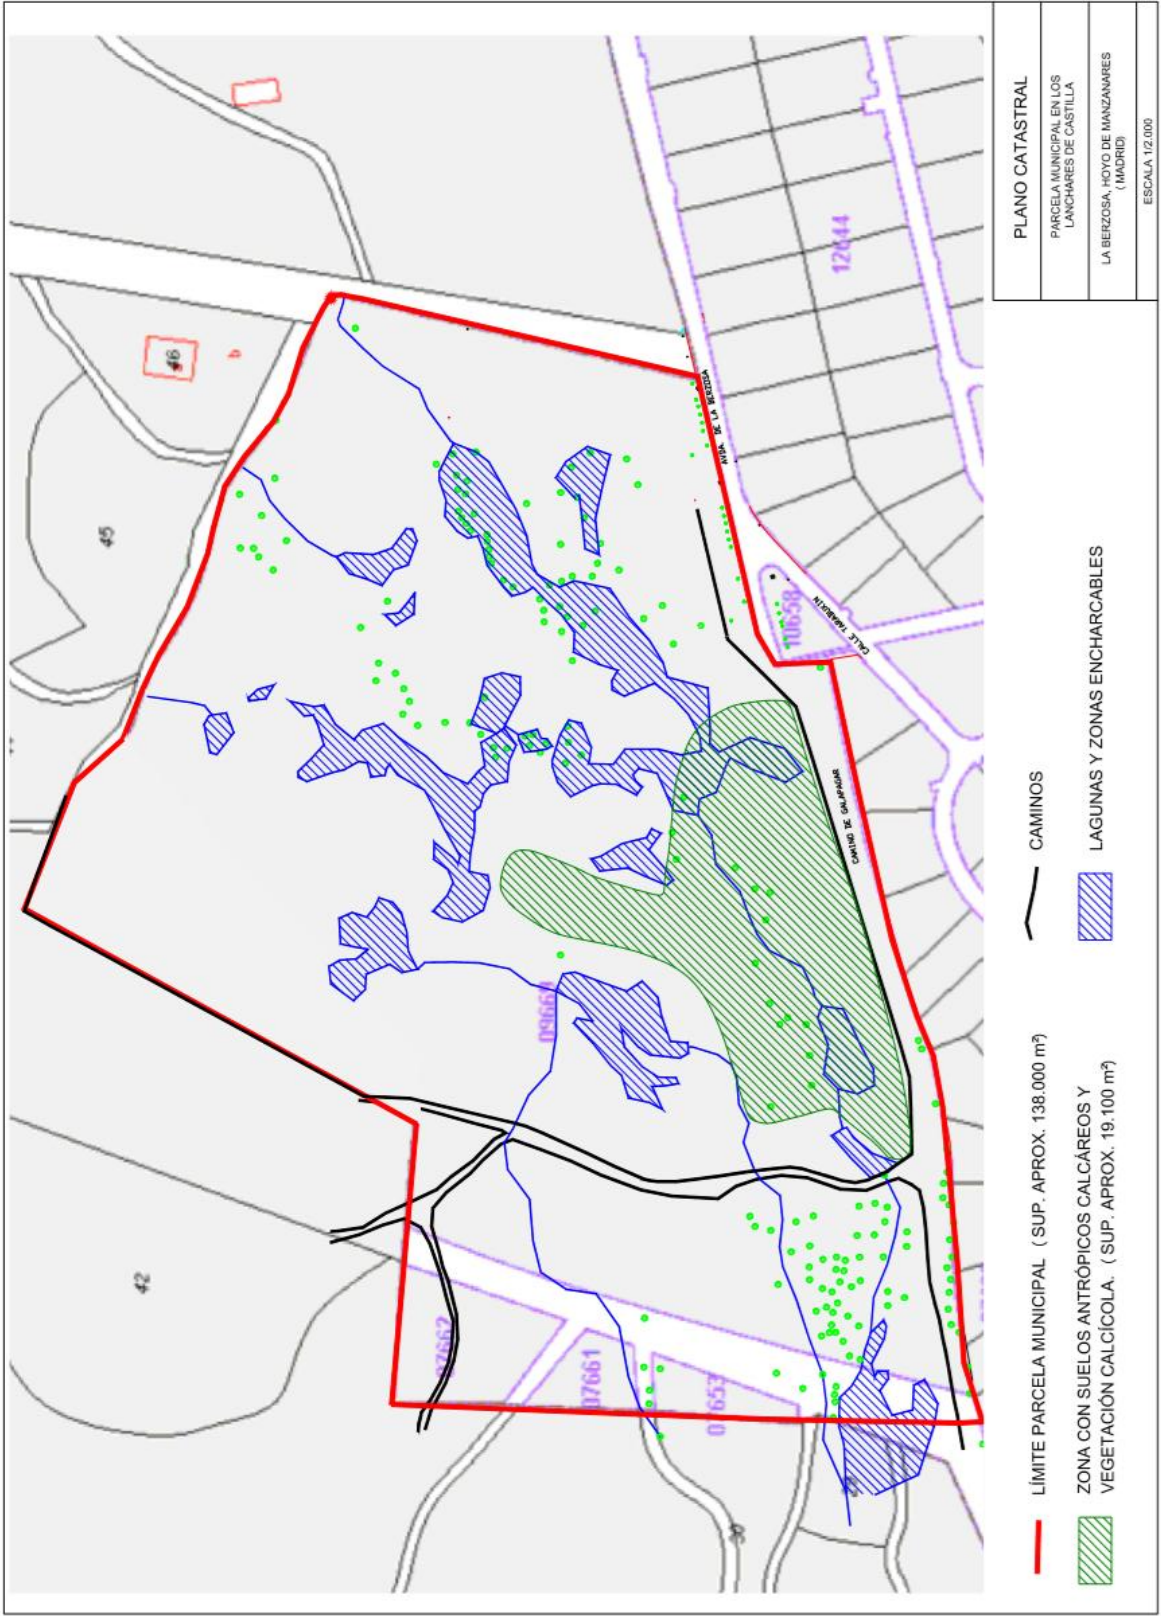 PLANO CATASTRAL
PARCELA MUNICIPAL EN LOS
LANCHARES DE CASTILLA
LA BERZOSA, HOYO DE MANZANARES
( MADRID)
ESCALA 1/2.000
46
45
42
30
12644
10658
09669
07662
07661
07653
AVDA. DE LA BERZOSA
CALLE TARABUXIN
CAMINO DE GALAPAGAR
LÍMITE PARCELA MUNICIPAL ( SUP. APROX. 138.000 m²)
CAMINOS
ZONA CON SUELOS ANTRÓPICOS CALCÁREOS Y
VEGETACIÓN CALCÍCOLA. ( SUP. APROX. 19.100 m²)
LAGUNAS Y ZONAS ENCHARCABLES